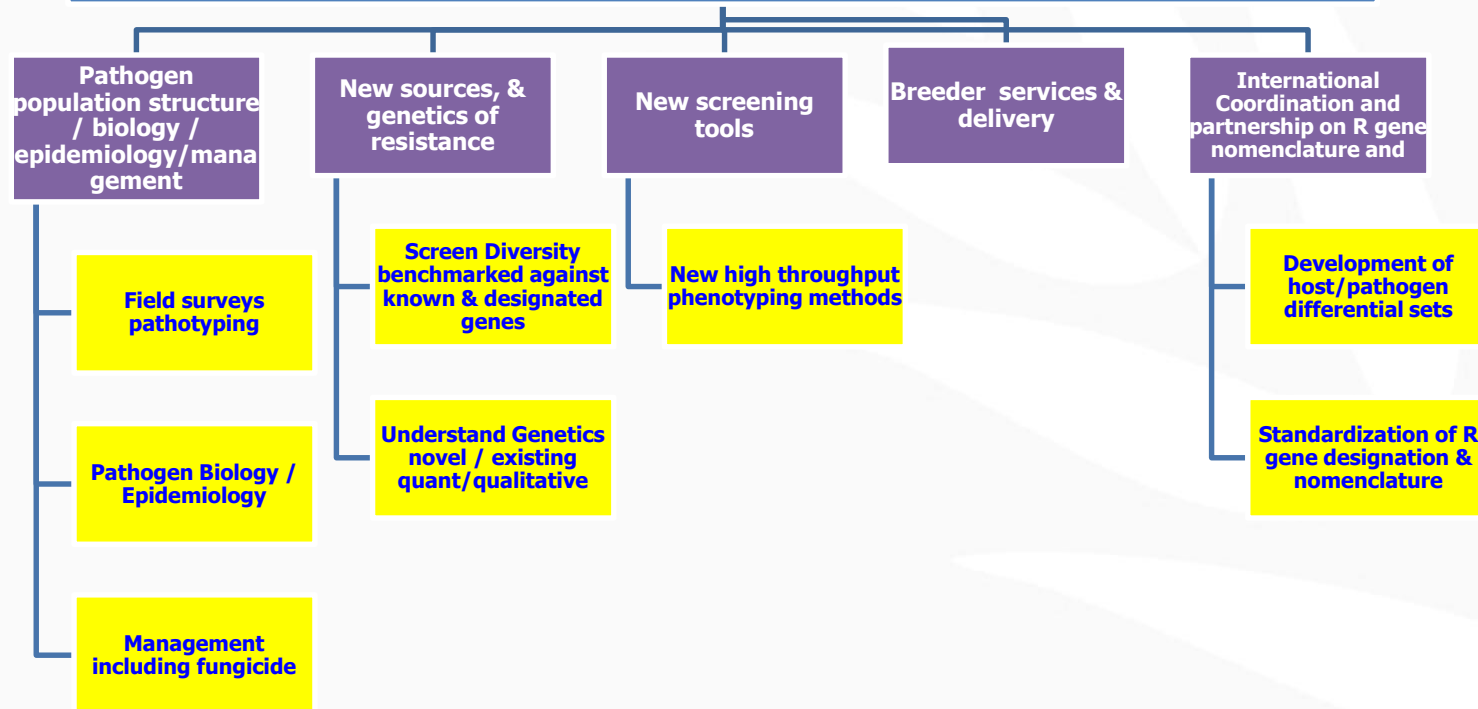 Pathogen
population structure
/ biology /
epidemiology/mana
gement
New sources, &
genetics of
resistance
New screening
tools
Breeder services &
delivery
International
Coordination and
partnership on R gene
nomenclature and
Field surveys
pathotyping
Pathogen Biology /
Epidemiology
Management
including fungicide
Screen Diversity
benchmarked against
known & designated
genes
Understand Genetics
novel / existing
quant/qualitative
New high throughput
phenotyping methods
Development of
host/pathogen
differential sets
Standardization of R
gene designation &
nomenclature